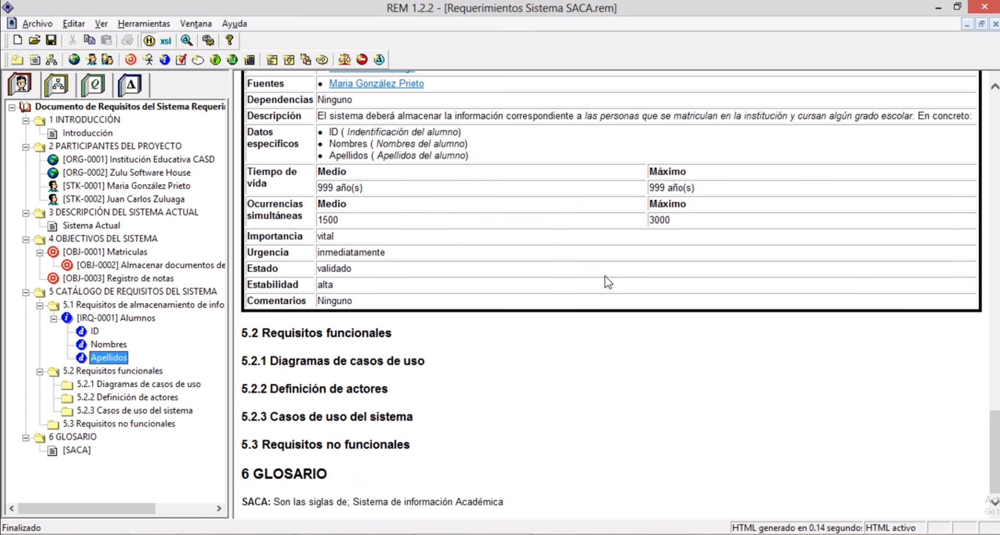 REM 1.2.2 - [Requerimientos Sistema SACA.rem]
Archivo Editar Ver Herramientas Ventana Ayuda
H xsl ?
Q A
Documento de Requisitos del Sistema Requeri
1 INTRODUCCIÓN
Introducción
2 PARTICIPANTES DEL PROYECTO
[ORG-0001] Institución Educativa CASD
[ORG-0002] Zulu Software House
[STK-0001] Maria González Prieto
[STK-0002] Juan Carlos Zuluaga
3 DESCRIPCIÓN DEL SISTEMA ACTUAL
Sistema Actual
4 OBJECTIVOS DEL SISTEMA
[OBJ-0001] Matriculas
[OBJ-0002] Almacenar documentos de
[OBJ-0003] Registro de notas
5 CATÁLOGO DE REQUISITOS DEL SISTEMA
5.1 Requisitos de almacenamiento de info
[IRQ-0001] Alumnos
ID
Nombres
Apellidos
5.2 Requisitos funcionales
5.2.1 Diagramas de casos de uso
5.2.2 Definición de actores
5.2.3 Casos de uso del sistema
5.3 Requisitos no funcionales
6 GLOSARIO
[SACA]
Fuentes • Maria González Prieto
Dependencias Ninguno
Descripción El sistema deberá almacenar la información correspondiente a las personas que se matriculan en la institución y cursan algún grado escolar. En concreto:
Datos específicos
• ID ( Indentificación del alumno)
• Nombres ( Nombres del alumno)
• Apellidos ( Apellidos del alumno)
Tiempo de vida
Medio Máximo
999 año(s) 999 año(s)
Ocurrencias simultáneas
Medio Máximo
1500 3000
Importancia vital
Urgencia inmediatamente
Estado validado
Estabilidad alta
Comentarios Ninguno
5.2 Requisitos funcionales
5.2.1 Diagramas de casos de uso
5.2.2 Definición de actores
5.2.3 Casos de uso del sistema
5.3 Requisitos no funcionales
6 GLOSARIO
SACA: Son las siglas de; Sistema de información Académica
Go t
Finalizado
HTML generado en 0.14 segundos HTML activo